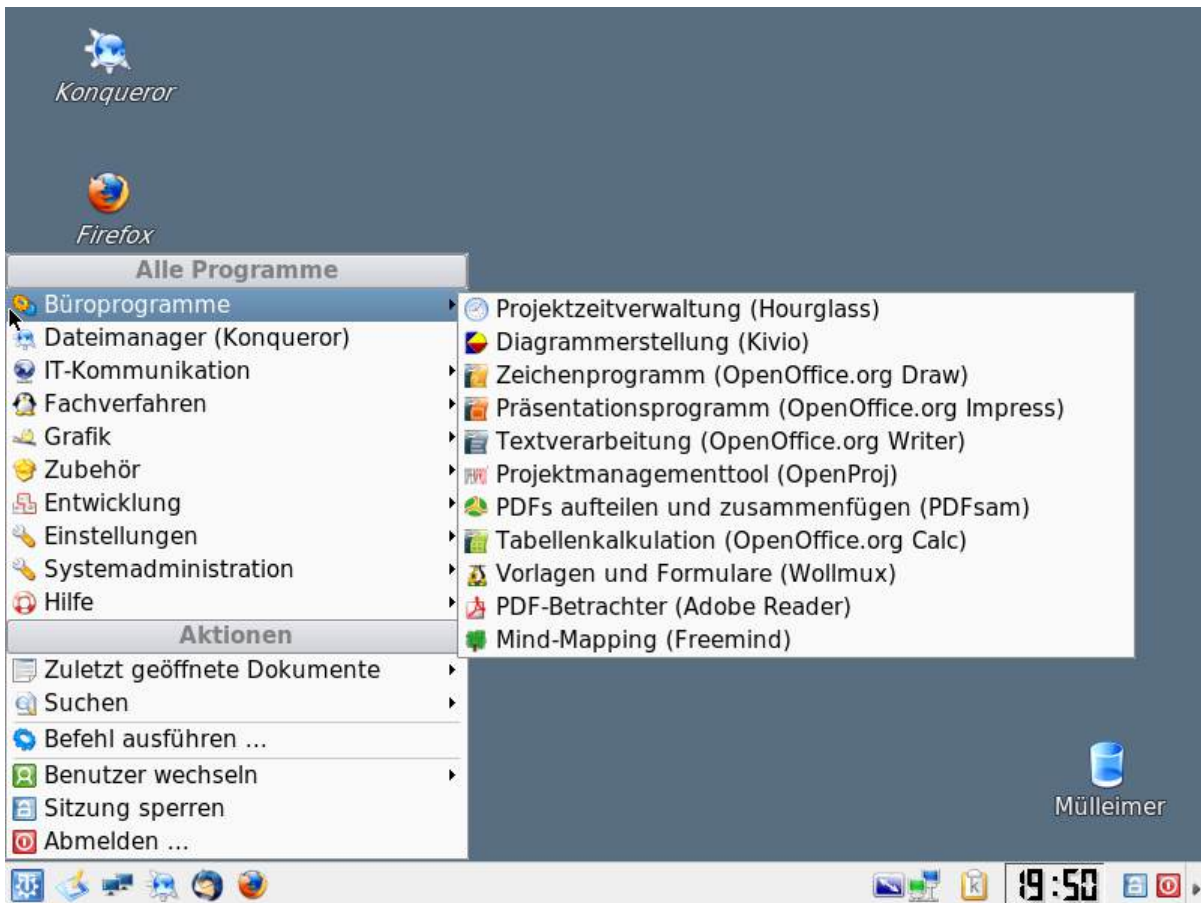 Konqueror
Firefox
Alle Programme
Büroprogramme
Dateimanager (Konqueror)
IT-Kommunikation
Fachverfahren
Grafik
Zubehör
Entwicklung
Einstellungen
Systemadministration
Hilfe
Aktionen
Zuletzt geöffnete Dokumente
Suchen
Befehl ausführen ...
Benutzer wechseln
Sitzung sperren
Abmelden ...
Projektzeitverwaltung (Hourglass)
Diagrammerstellung (Kivio)
Zeichenprogramm (OpenOffice.org Draw)
Präsentationsprogramm (OpenOffice.org Impress)
Textverarbeitung (OpenOffice.org Writer)
Projektmanagementtool (OpenProj)
PDFs aufteilen und zusammenfügen (PDFsam)
Tabellenkalkulation (OpenOffice.org Calc)
Vorlagen und Formulare (Wollmux)
PDF-Betrachter (Adobe Reader)
Mind-Mapping (Freemind)
Mülleimer
19:50